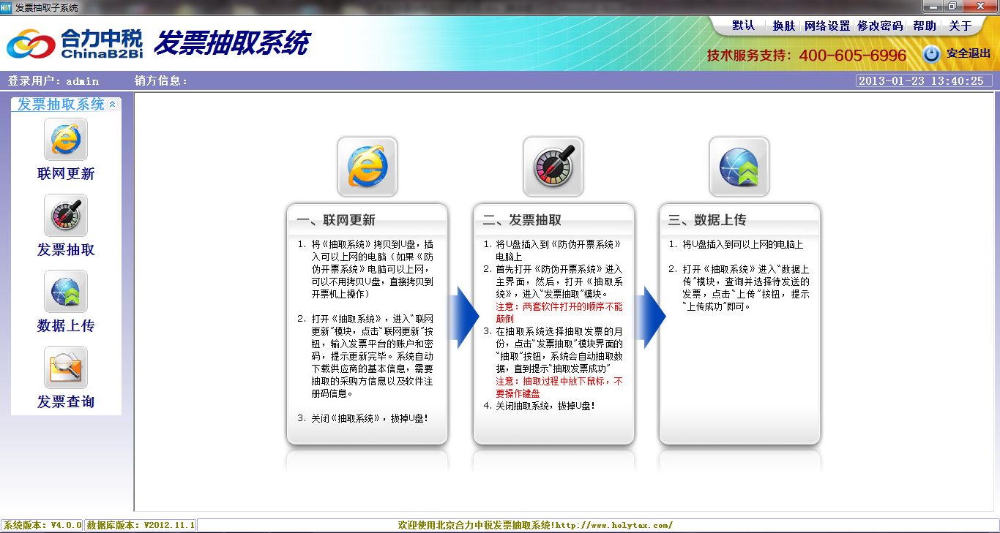 发票抽取子系统
合力中税
ChinaB2Bi
发票抽取系统
默认 换肤 网络设置 修改密码 帮助 关于
技术服务支持：400-605-6996 安全退出
登录用户：admin 销方信息： 2013-01-23 13:40:25
发票抽取系统
联网更新
发票抽取
数据上传
发票查询
一、联网更新
1. 将《抽取系统》拷贝到U盘，插
入可以上网的电脑（如果《防
伪开票系统》电脑可以上网，
可以不用拷贝U盘，直接拷贝到
开票机上操作）
2. 打开《抽取系统》，进入“联网
更新”模块，点击“联网更新”按
钮，输入发票平台的账户和密
码，提示更新完毕。系统自动
下载供应商的基本信息，需要
抽取的采购方信息以及软件注
册码信息。
3. 关闭《抽取系统》，拔掉U盘！
二、发票抽取
1. 将U盘插入到《防伪开票系统》
电脑上
2. 首先打开《防伪开票系统》进入
主界面，然后，打开《抽取系
统》，进入“发票抽取”模块。
注意：两套软件打开的顺序不能
颠倒
3. 在抽取系统选择抽取发票的月
份，点击“发票抽取”模块界面的
“抽取”按钮，系统会自动抽取数
据，直到提示“抽取发票成功”
注意：抽取过程中放下鼠标，不
要操作键盘
4. 关闭抽取系统，拔掉U盘！
三、数据上传
1. 将U盘插入到可以上网的电脑上
2. 打开《抽取系统》进入“数据上
传”模块，查询并选择待发送的
发票，点击“上传”按钮，提示
“上传成功”即可。
系统版本：V4.0.0 数据库版本：V2012.11.1 欢迎使用北京合力中税发票抽取系统!http://www.holytax.com/